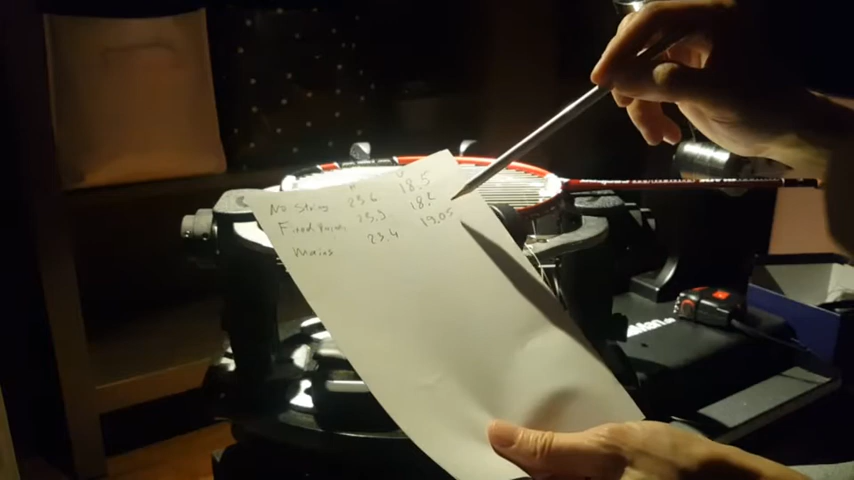 No String 23.6 18.5
Fixed Points 23.3 18.2
Mains 23.4 19.05